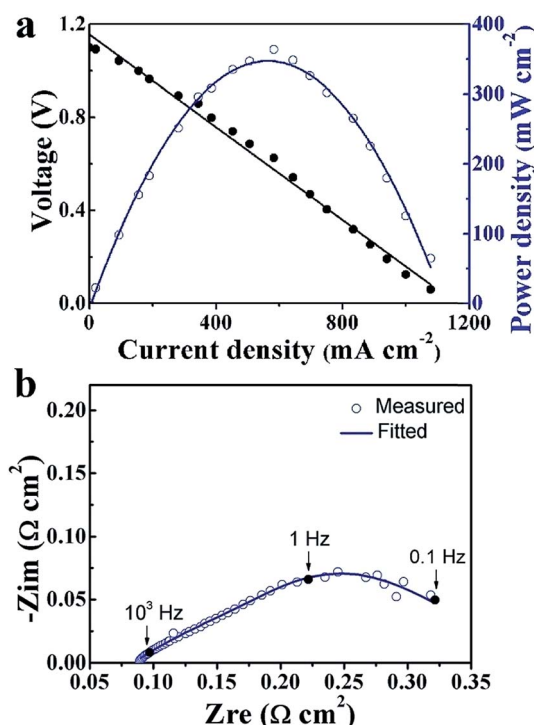 a
Voltage (V)
1.2
0.8
0.4
0.0
0
400
800
1200
Current density (mA cm⁻²)
400
300
200
100
0
Power density (mW cm⁻²)
b
-Zim (Ω cm²)
0.20
0.15
0.10
0.05
0.00
Measured
Fitted
10³ Hz
1 Hz
0.1 Hz
0.05
0.10
0.15
0.20
0.25
0.30
0.35
Zre (Ω cm²)